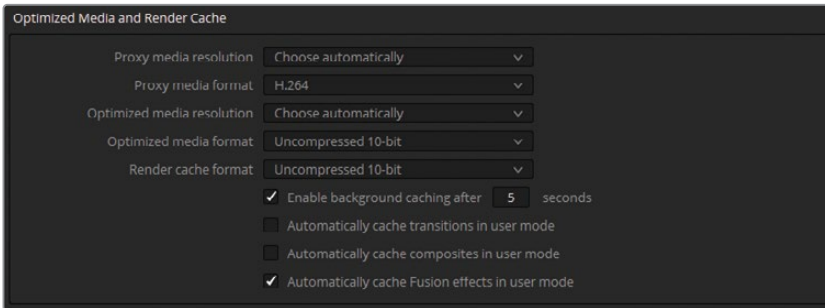 Optimized Media and Render Cache
Proxy media resolution Choose automatically
Proxy media format H.264
Optimized media resolution Choose automatically
Optimized media format Uncompressed 10-bit
Render cache format Uncompressed 10-bit
Enable background caching after 5 seconds
Automatically cache transitions in user mode
Automatically cache composites in user mode
Automatically cache Fusion effects in user mode